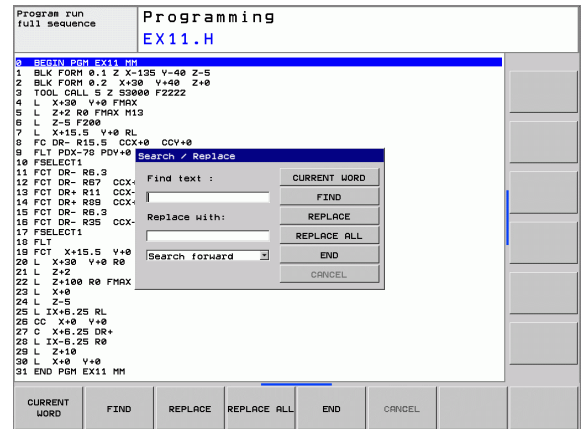 Program run
full sequence
Programming
EX11.H
0 BEGIN PGM EX11 MM
1 BLK FORM 0.1 Z X-135 Y-40 Z-5
2 BLK FORM 0.2 X+30 Y+40 Z+0
3 TOOL CALL 5 Z S3000 F2222
4 L X+30 Y+0 FMAX
5 L Z+2 R0 FMAX M13
6 L Z-5 F200
7 L X+15.5 Y+0 RL
8 FC DR- R15.5 CCX+0 CCY+0
9 FLT PDX-78 PDY+0
10 FSELECT1
11 FCT DR- R6.3
12 FCT DR- R67 CCX+
13 FCT DR+ R11 CCX-
14 FCT DR+ R89 CCX+
15 FCT DR- R6.3
16 FCT DR- R35 CCX-
17 FSELECT1
18 FLT
19 FCT X+15.5 Y+0
20 L X+30 Y+0 R0
21 L Z+2
22 L Z+100 R0 FMAX
23 L X+0
24 L Z-5
25 L IX+6.25 RL
26 CC X+0 Y+0
27 C X+6.25 DR+
28 L IX-6.25 R0
29 L Z+10
30 L X+0 Y+0
31 END PGM EX11 MM
Search / Replace
Find text :
Replace with:
Search forward
CURRENT WORD
FIND
REPLACE
REPLACE ALL
END
CANCEL
CURRENT
WORD
FIND
REPLACE
REPLACE ALL
END
CANCEL